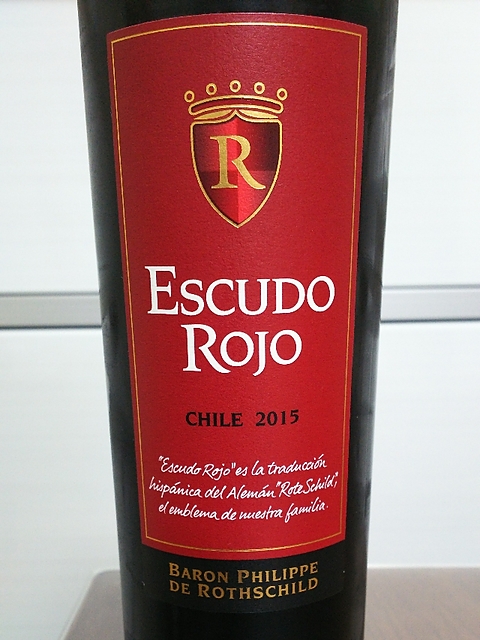 R
ESCUDO
ROJO
CHILE 2015
"Escudo Rojo" es la traducción
hispánica del Alemán "Rote Schild",
el emblema de nuestra familia.
BARON PHILIPPE
DE ROTHSCHILD